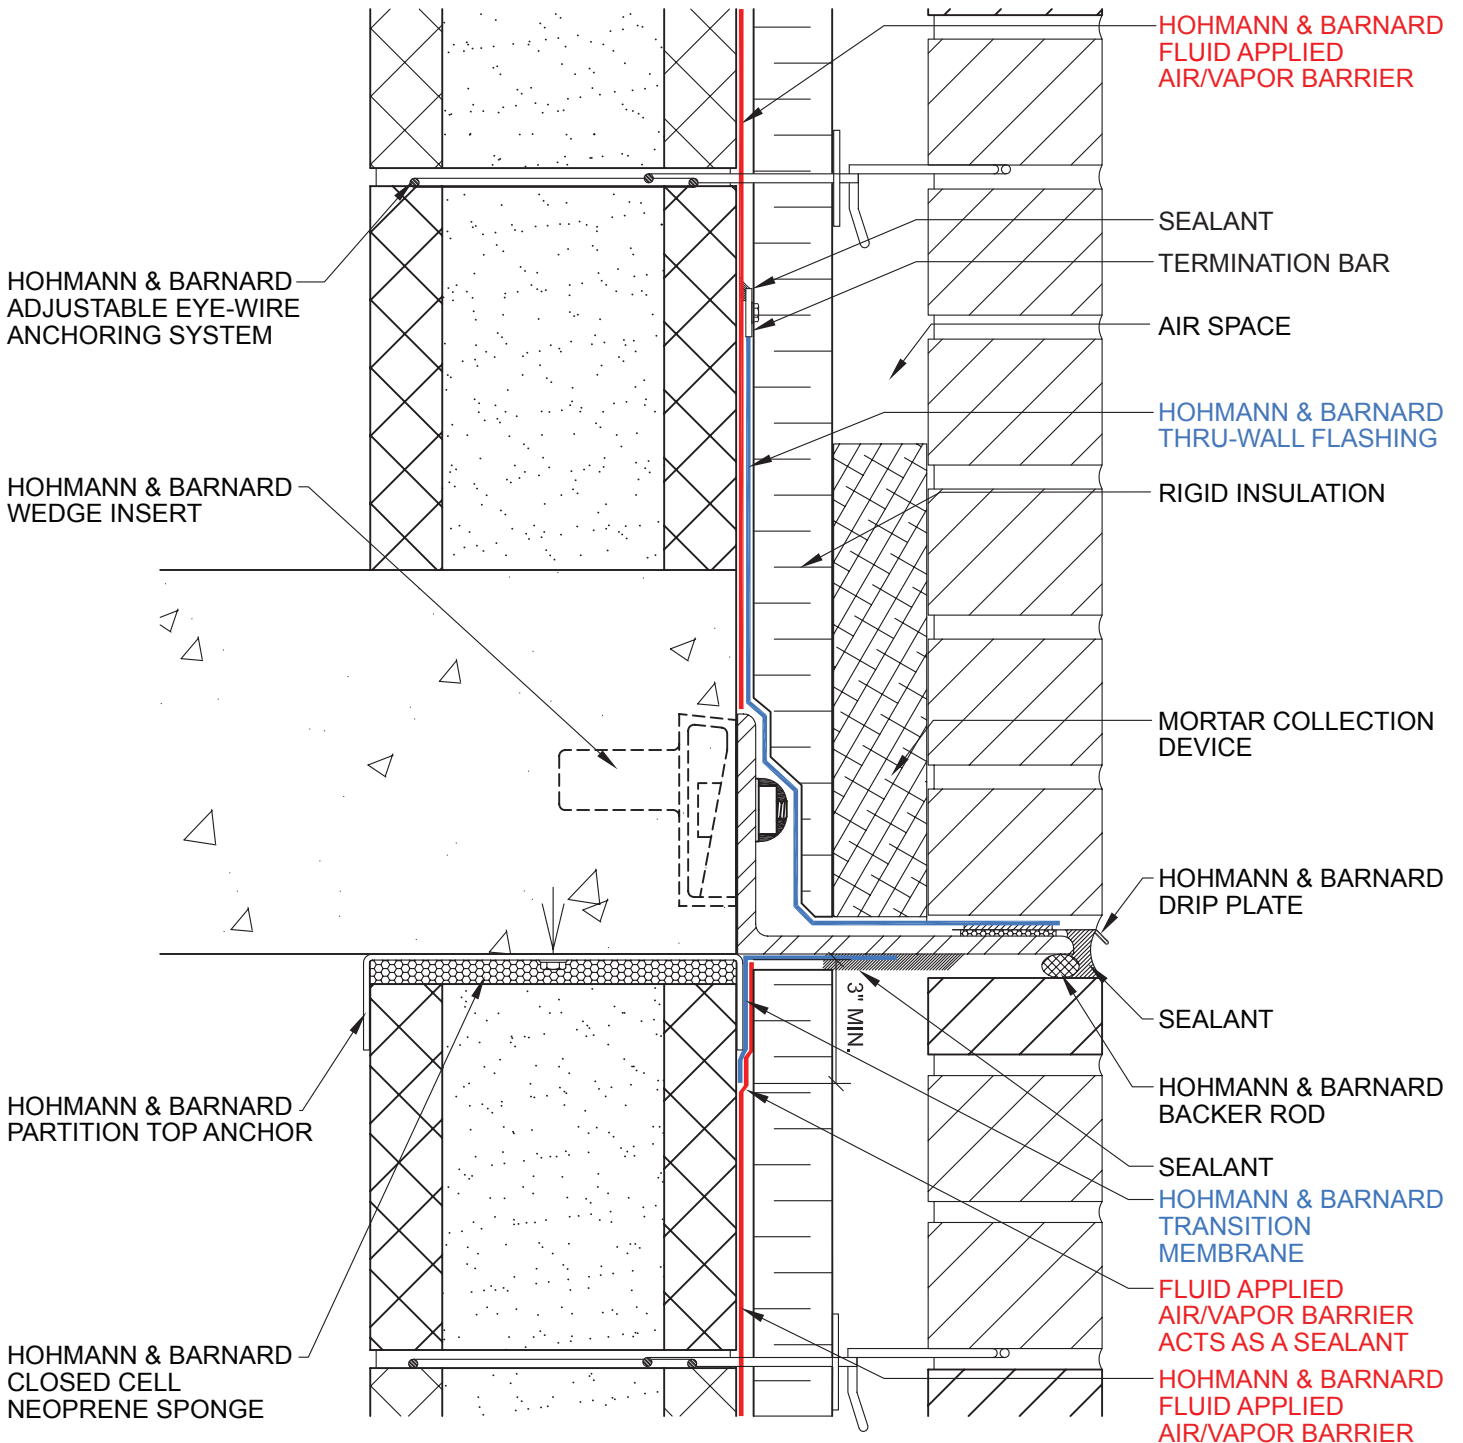 HOHMANN & BARNARD
ADJUSTABLE EYE-WIRE
ANCHORING SYSTEM
HOHMANN & BARNARD
WEDGE INSERT
HOHMANN & BARNARD
PARTITION TOP ANCHOR
HOHMANN & BARNARD
CLOSED CELL
NEOPRENE SPONGE
3" MIN.
HOHMANN & BARNARD
FLUID APPLIED
AIR/VAPOR BARRIER
SEALANT
TERMINATION BAR
AIR SPACE
HOHMANN & BARNARD
THRU-WALL FLASHING
RIGID INSULATION
MORTAR COLLECTION
DEVICE
HOHMANN & BARNARD
DRIP PLATE
SEALANT
HOHMANN & BARNARD
BACKER ROD
SEALANT
HOHMANN & BARNARD
TRANSITION
MEMBRANE
FLUID APPLIED
AIR/VAPOR BARRIER
ACTS AS A SEALANT
HOHMANN & BARNARD
FLUID APPLIED
AIR/VAPOR BARRIER